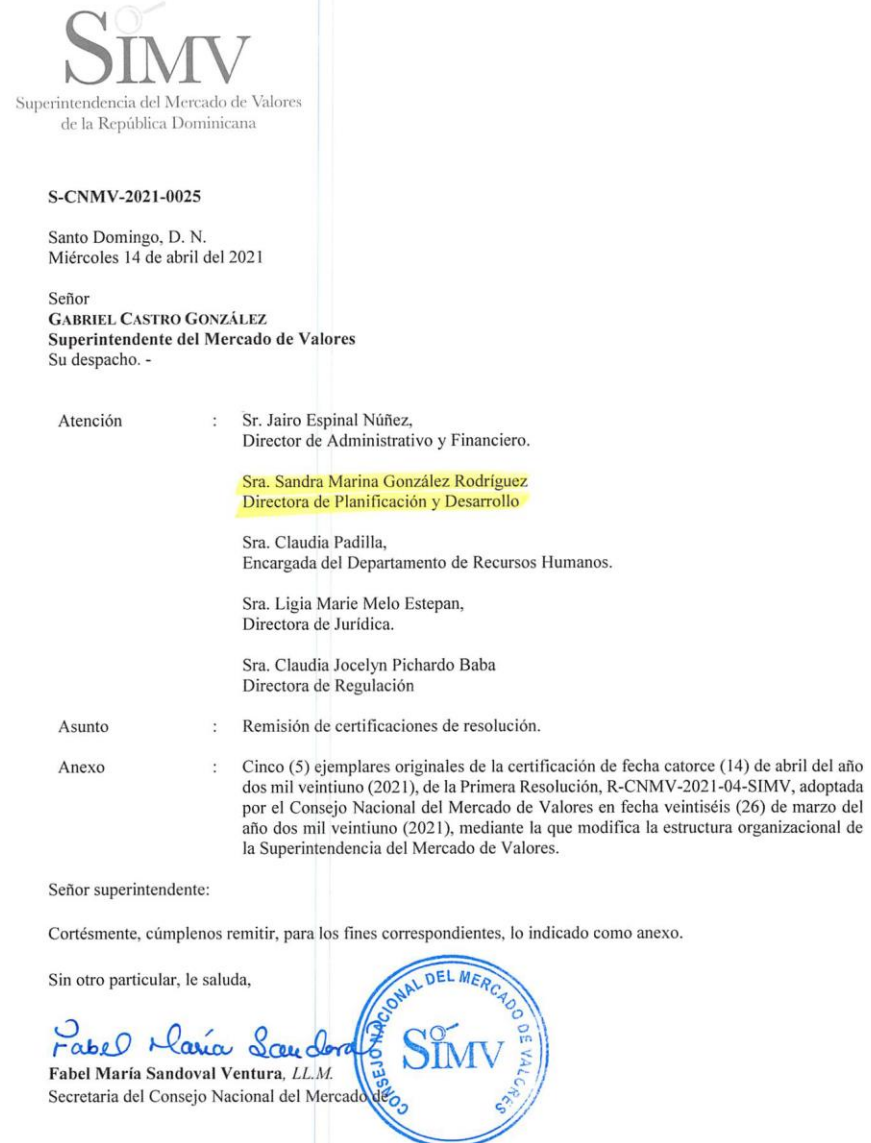 SIMV
Superintendencia del Mercado de Valores
de la República Dominicana
S-CNMV-2021-0025
Santo Domingo, D. N.
Miércoles 14 de abril del 2021
Señor
GABRIEL CASTRO GONZÁLEZ
Superintendente del Mercado de Valores
Su despacho. -
Atención : Sr. Jairo Espinal Núñez,
Director de Administrativo y Financiero.
Sra. Sandra Marina González Rodríguez
Directora de Planificación y Desarrollo
Sra. Claudia Padilla,
Encargada del Departamento de Recursos Humanos.
Sra. Ligia Marie Melo Estepan,
Directora de Jurídica.
Sra. Claudia Jocelyn Pichardo Baba
Directora de Regulación
Asunto : Remisión de certificaciones de resolución.
Anexo : Cinco (5) ejemplares originales de la certificación de fecha catorce (14) de abril del año
dos mil veintiuno (2021), de la Primera Resolución, R-CNMV-2021-04-SIMV, adoptada
por el Consejo Nacional del Mercado de Valores en fecha veintiséis (26) de marzo del
año dos mil veintiuno (2021), mediante la que modifica la estructura organizacional de
la Superintendencia del Mercado de Valores.
Señor superintendente:
Cortésmente, cúmplenos remitir, para los fines correspondientes, lo indicado como anexo.
Sin otro particular, le saluda,
Fabel María Sandoval
Fabel María Sandoval Ventura, LL.M.
Secretaria del Consejo Nacional del Mercado de
CONSEJO NACIONAL DEL MERCADO DE VALORES
SIMV